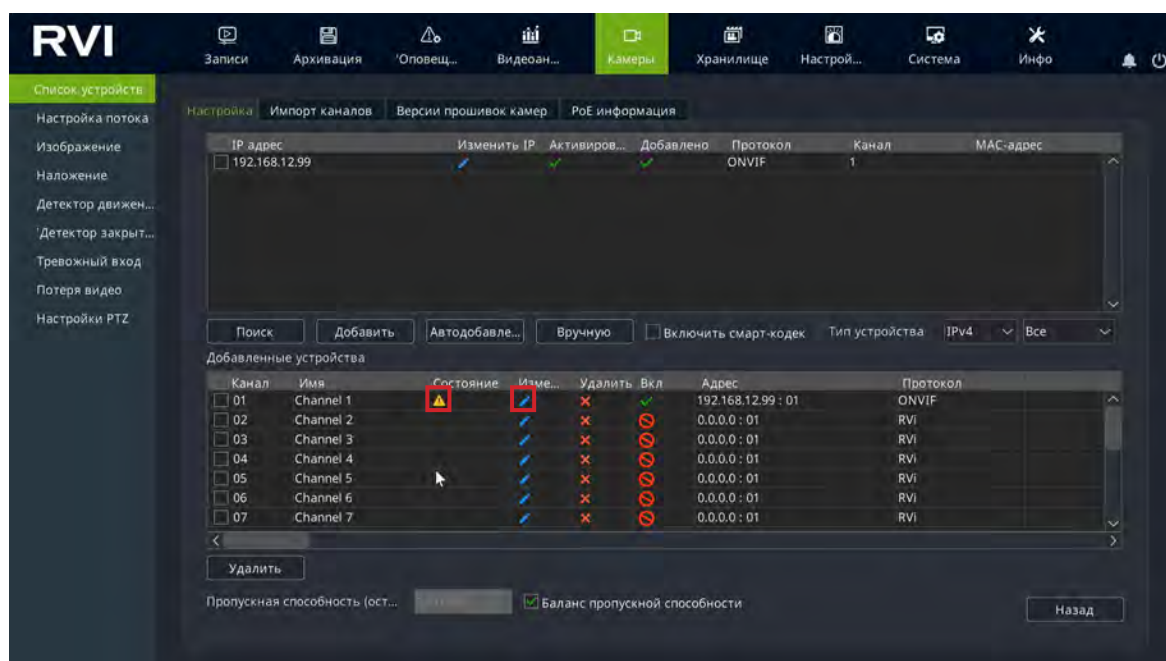 RVI
Записи Архивация 'Оповещ... Видеоан... Камеры Хранилище Настрой... Система Инфо
Список устройств
Настройка потока
Изображение
Наложение
Детектор движен...
'Детектор закрыт...
Тревожный вход
Потеря видео
Настройки PTZ
Настройка Импорт каналов Версии прошивок камер PoE информация
IP адрес Изменить IP Активиров... Добавлено Протокол Канал MAC-адрес
192.168.12.99 ONVIF 1
Поиск Добавить Автодобавле... Вручную Включить смарт-кодек Тип устройства IPv4 Все
Добавленные устройства
Канал Имя Состояние Изме... Удалить Вкл Адрес Протокол
01 Channel 1 192.168.12.99 : 01 ONVIF
02 Channel 2 0.0.0.0 : 01 RVi
03 Channel 3 0.0.0.0 : 01 RVi
04 Channel 4 0.0.0.0 : 01 RVi
05 Channel 5 0.0.0.0 : 01 RVi
06 Channel 6 0.0.0.0 : 01 RVi
07 Channel 7 0.0.0.0 : 01 RVi
Удалить
Пропускная способность (ост... Баланс пропускной способности
Назад